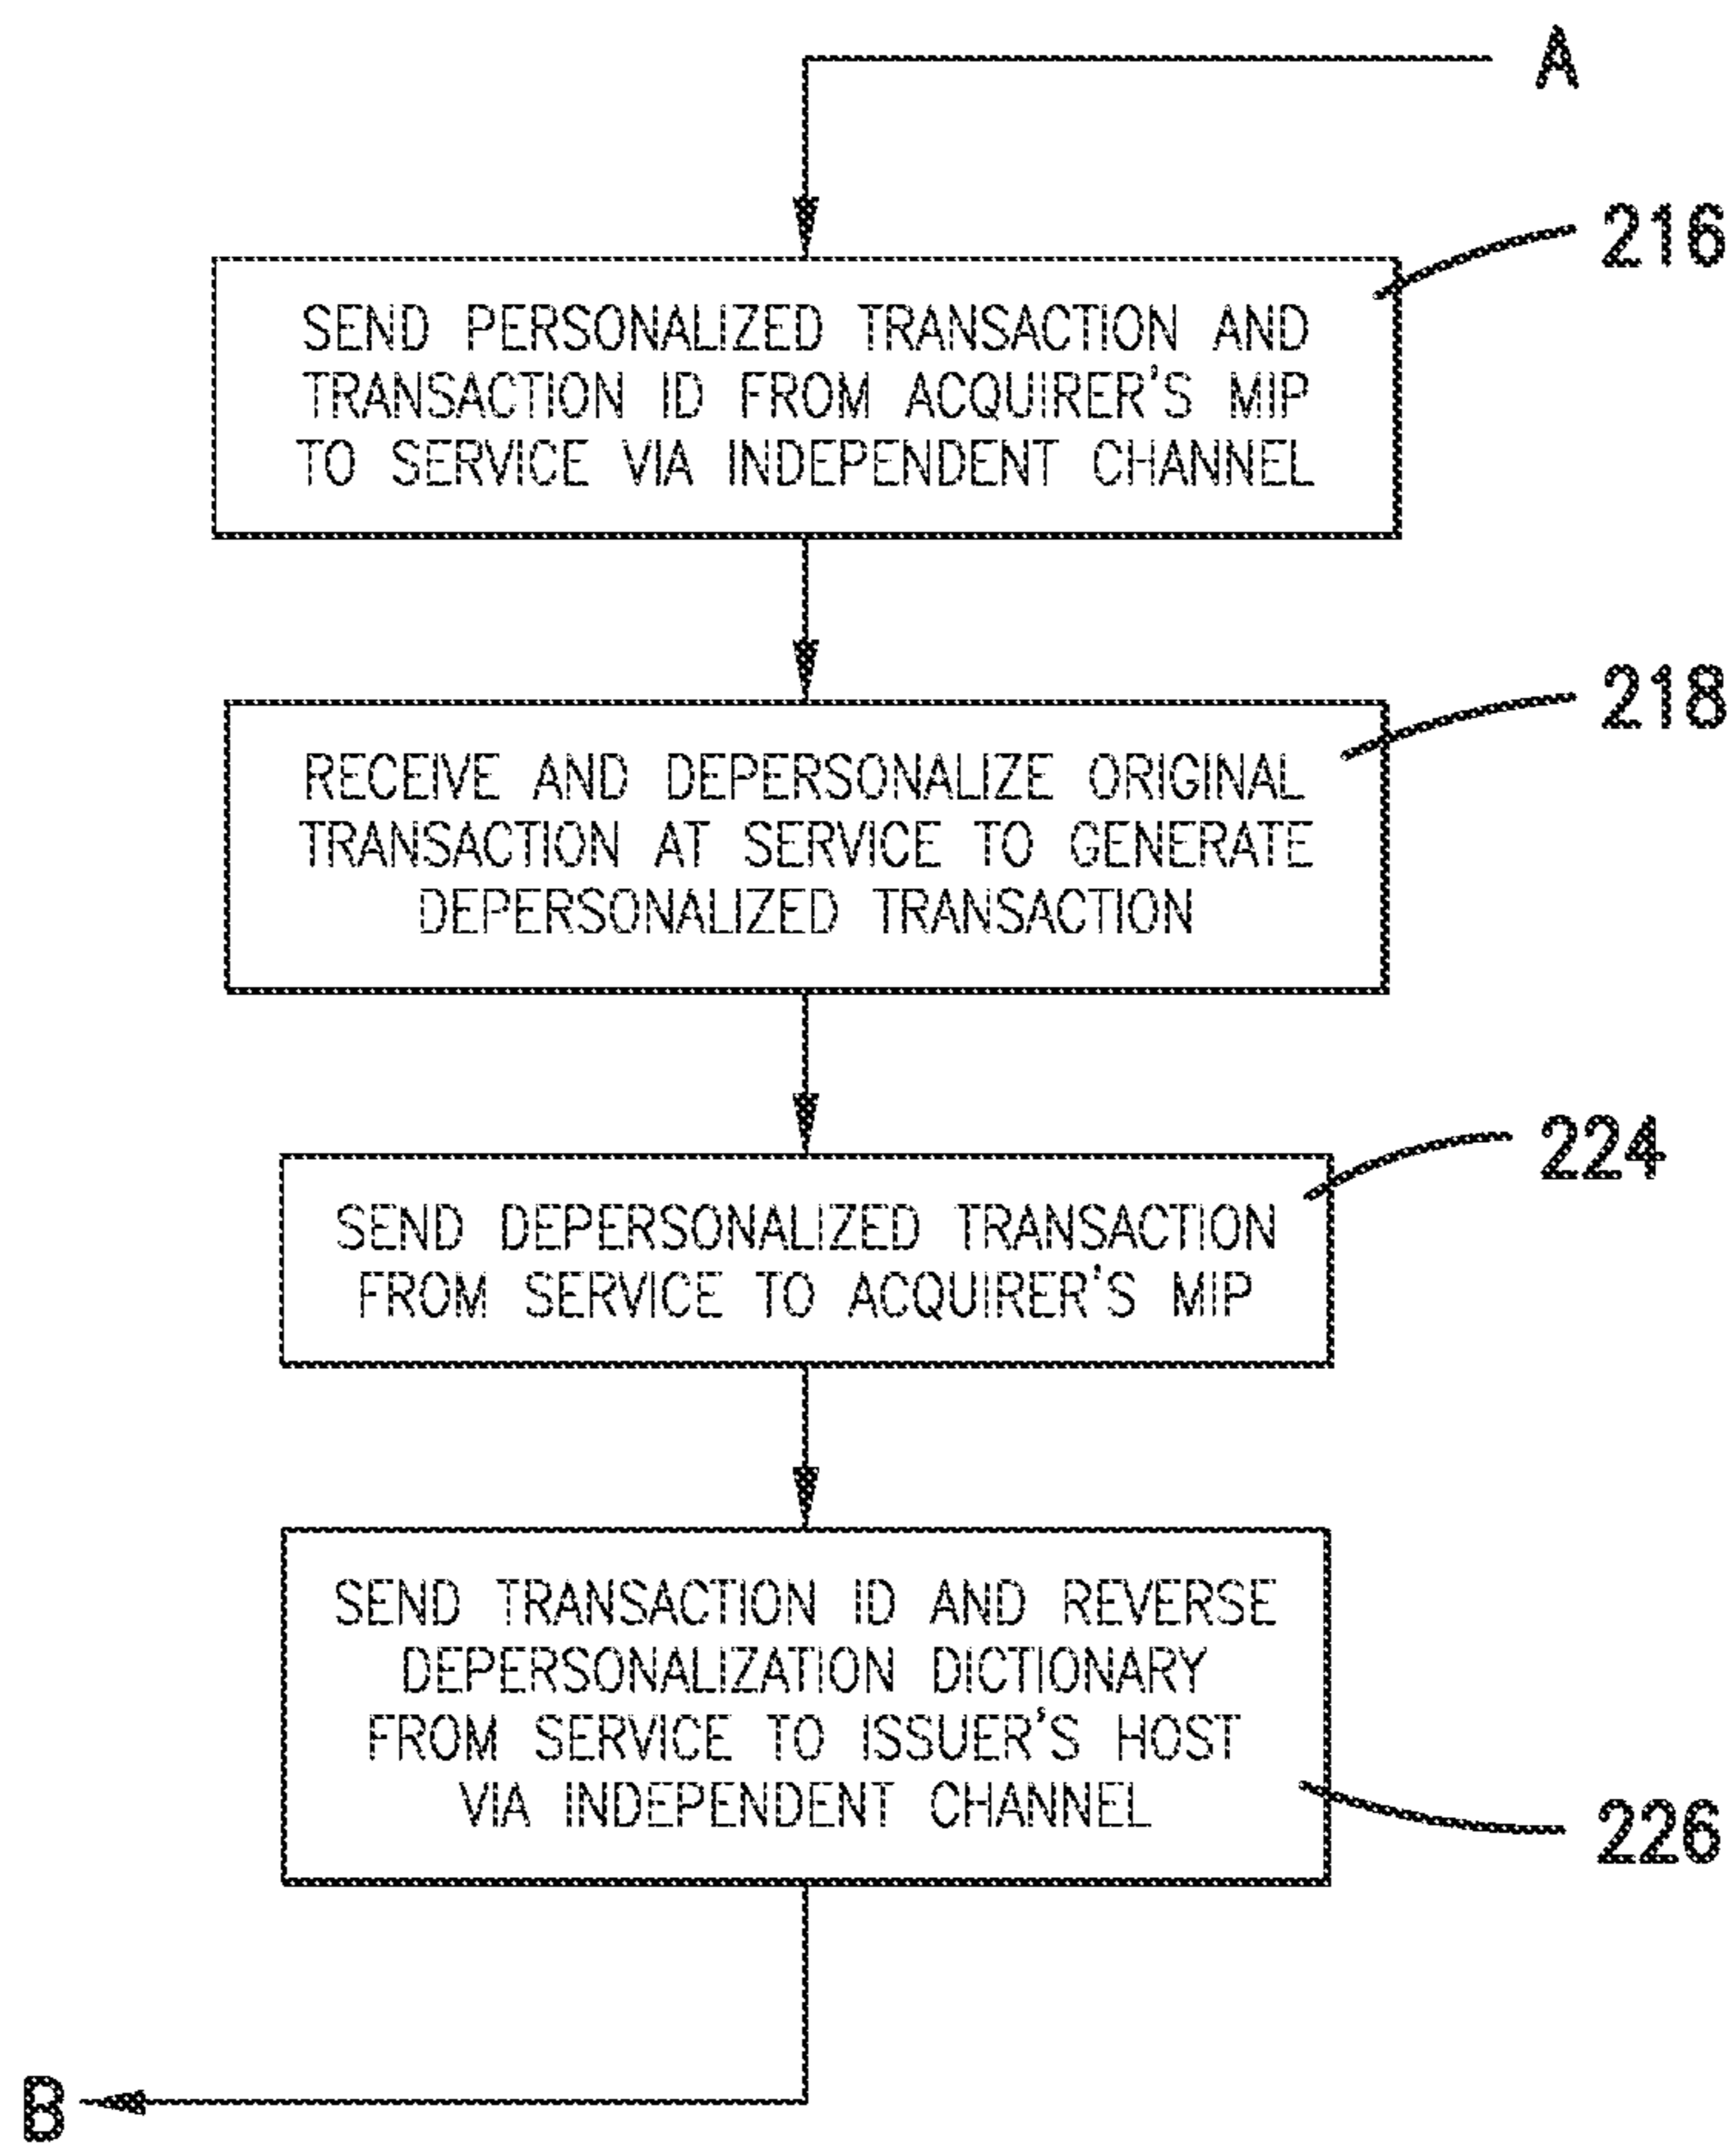 A
216
SEND PERSONALIZED TRANSACTION AND
TRANSACTION ID FROM ACQUIRER'S MIP
TO SERVICE VIA INDEPENDENT CHANNEL
218
RECEIVE AND DEPERSONALIZE ORIGINAL
TRANSACTION AT SERVICE TO GENERATE
DEPERSONALIZED TRANSACTION
224
SEND DEPERSONALIZED TRANSACTION
FROM SERVICE TO ACQUIRER'S MIP
SEND TRANSACTION ID AND REVERSE
DEPERSONALIZATION DICTIONARY
FROM SERVICE TO ISSUER'S HOST
VIA INDEPENDENT CHANNEL
226
B